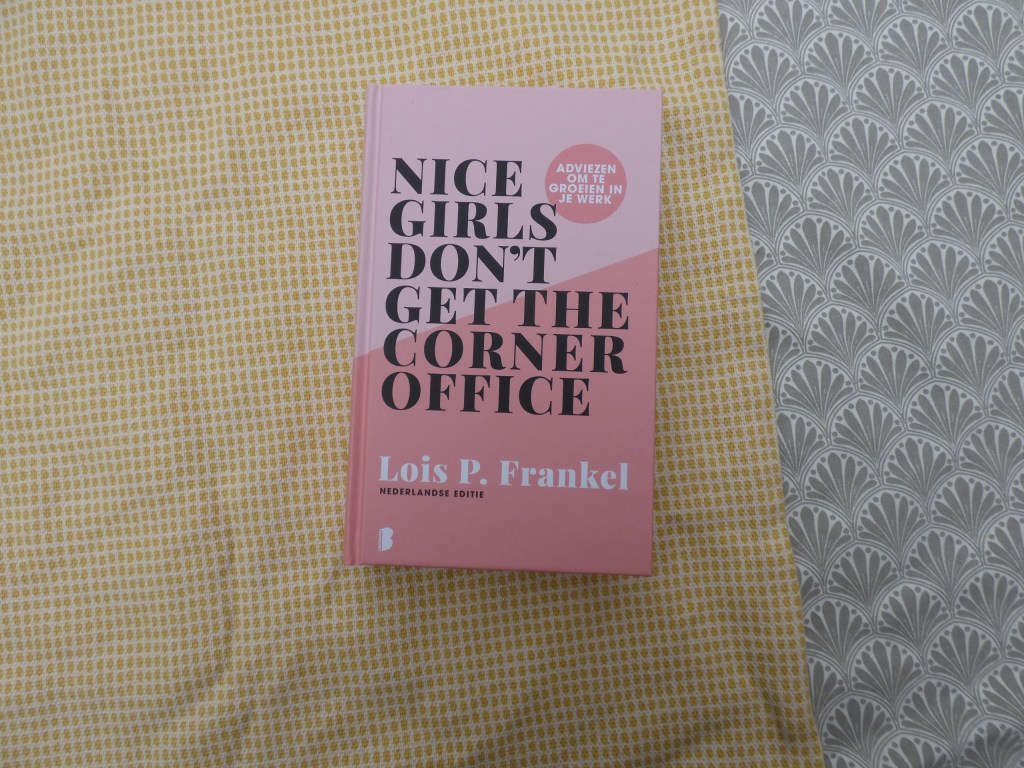 NICE
GIRLS
DON'T
GET THE
CORNER
OFFICE
ADVIEZEN
OM TE
GROEIEN IN
JE WERK
Lois P. Frankel
NEDERLANDSE EDITIE
B